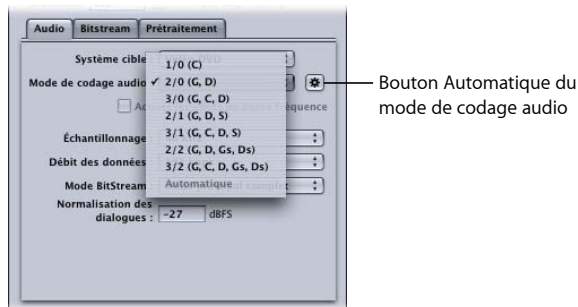 Audio Bitstream Prétraitement
Système cible : DVD
1/0 (C)
Mode de codage audio ✓ 2/0 (G, D)
3/0 (G, C, D)
fréquence
2/1 (G, D, S)
Échantillonnage
3/1 (G, C, D, S)
2/2 (G, D, Gs, Ds)
Débit des données
3/2 (G, C, D, Gs, Ds)
Mode BitStream
Automatique
Normalisation des
dialogues : -27 dBFS
Bouton Automatique du
mode de codage audio